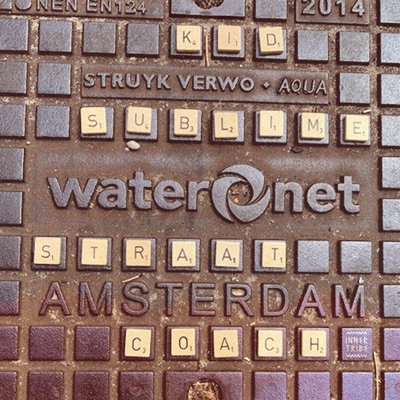 NEN EN124 2014
KID
STRUYK VERWO • AQUA
SUBLIME
waternet
STRAAT
AMSTERDAM
COACH
INNER
TRIBE